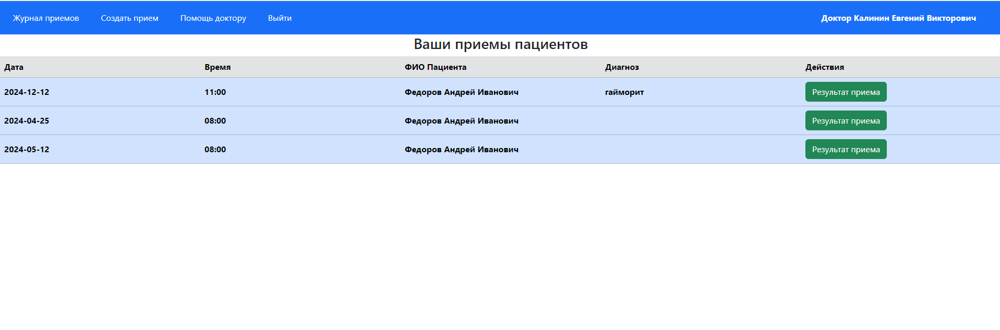 Журнал приемов Создать прием Помощь доктору Выйти Доктор Калинин Евгений Викторович
Ваши приемы пациентов
Дата Время ФИО Пациента Диагноз Действия
2024-12-12 11:00 Федоров Андрей Иванович гайморит Результат приема
2024-04-25 08:00 Федоров Андрей Иванович Результат приема
2024-05-12 08:00 Федоров Андрей Иванович Результат приема